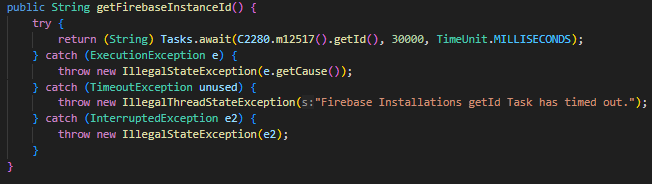 public String getFirebaseInstanceId() {
try {
return (String) Tasks.await(C2280.m12517().getId(), 30000, TimeUnit.MILLISECONDS);
} catch (ExecutionException e) {
throw new IllegalStateException(e.getCause());
} catch (TimeoutException unused) {
throw new IllegalThreadStateException(s:"Firebase Installations getId Task has timed out.");
} catch (InterruptedException e2) {
throw new IllegalStateException(e2);
}
}